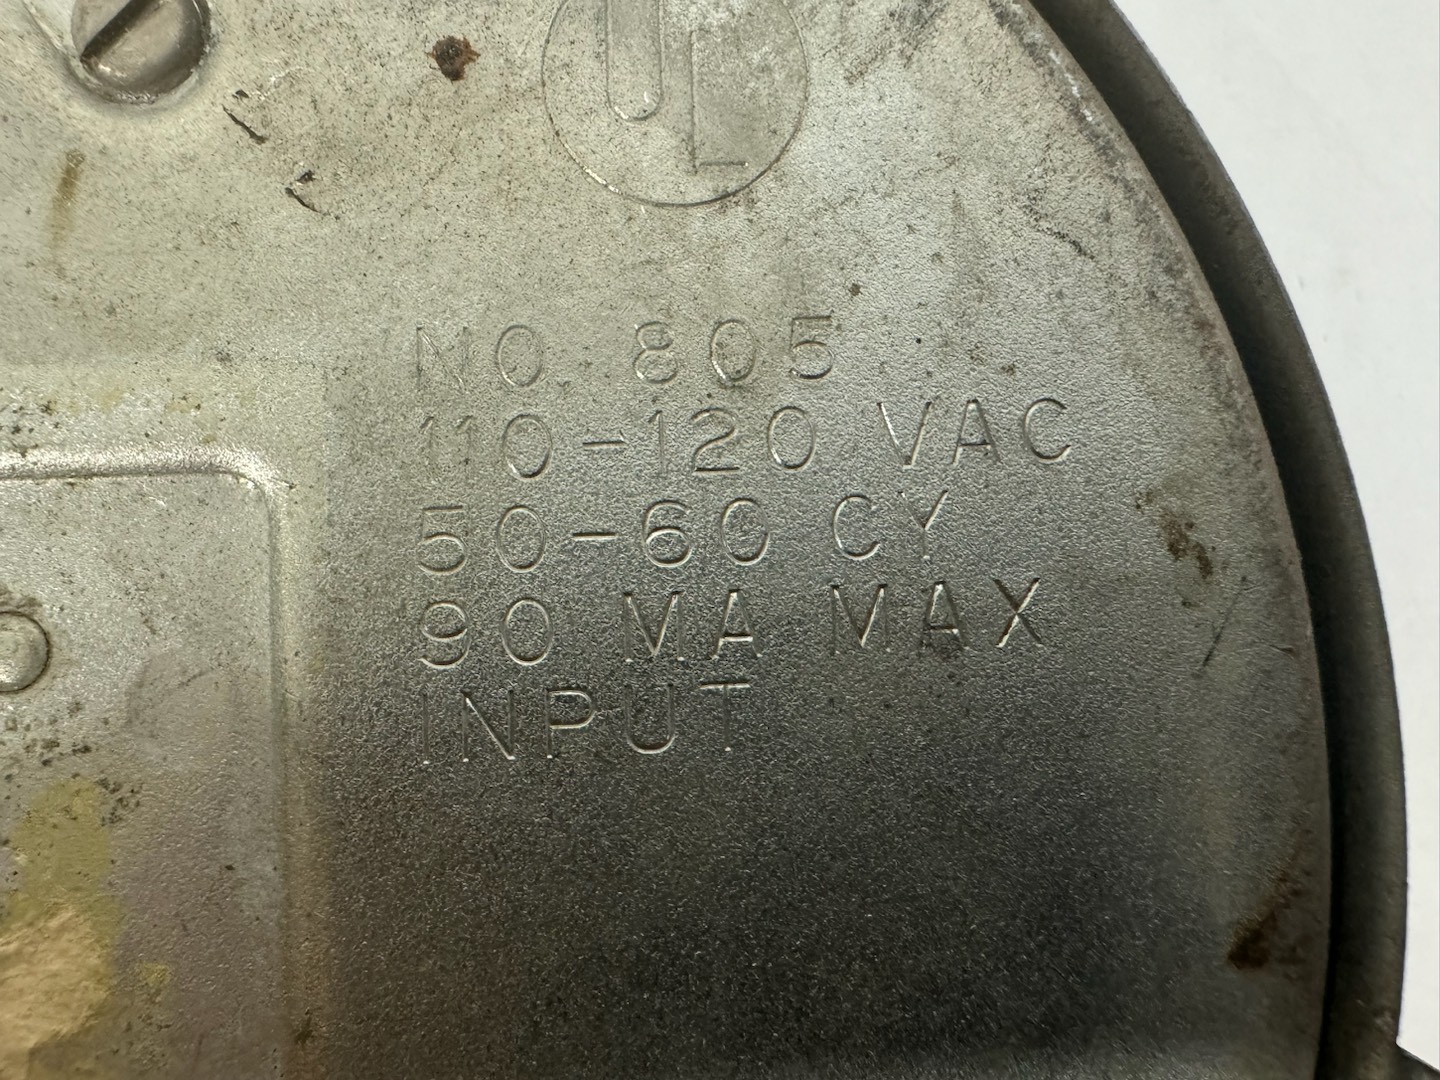 UL
NO. 805
110-120 VAC
50-60 CY
90 MA MAX
INPUT